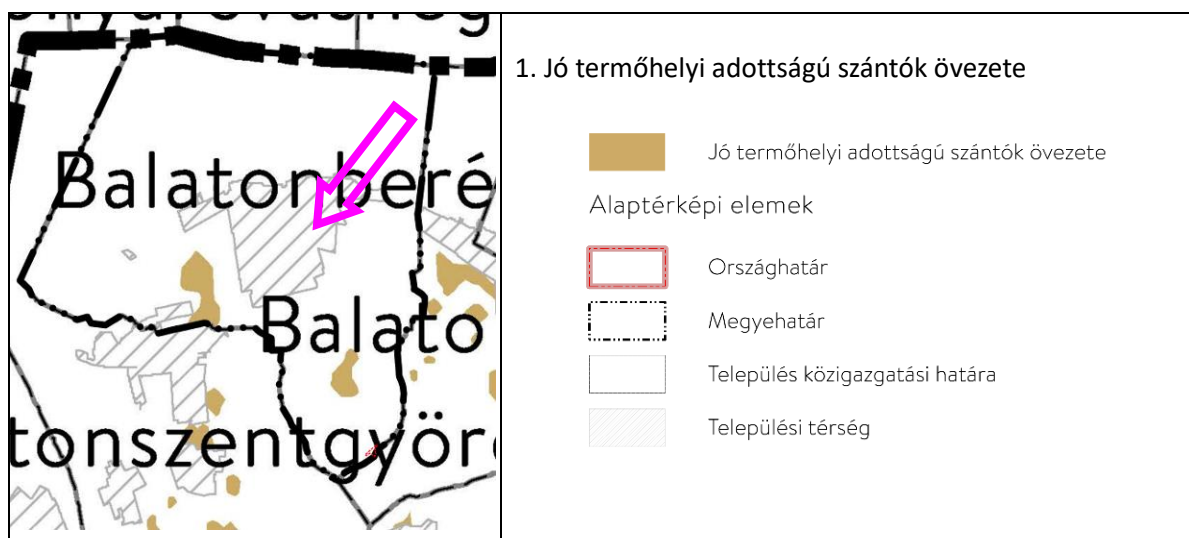 Balatonberé
Balato
tonszentgyör
1. Jó termőhelyi adottságú szántók övezete
Jó termőhelyi adottságú szántók övezete
Alaptérképi elemek
Országhatár
Megyehatár
Település közigazgatási határa
Települési térség